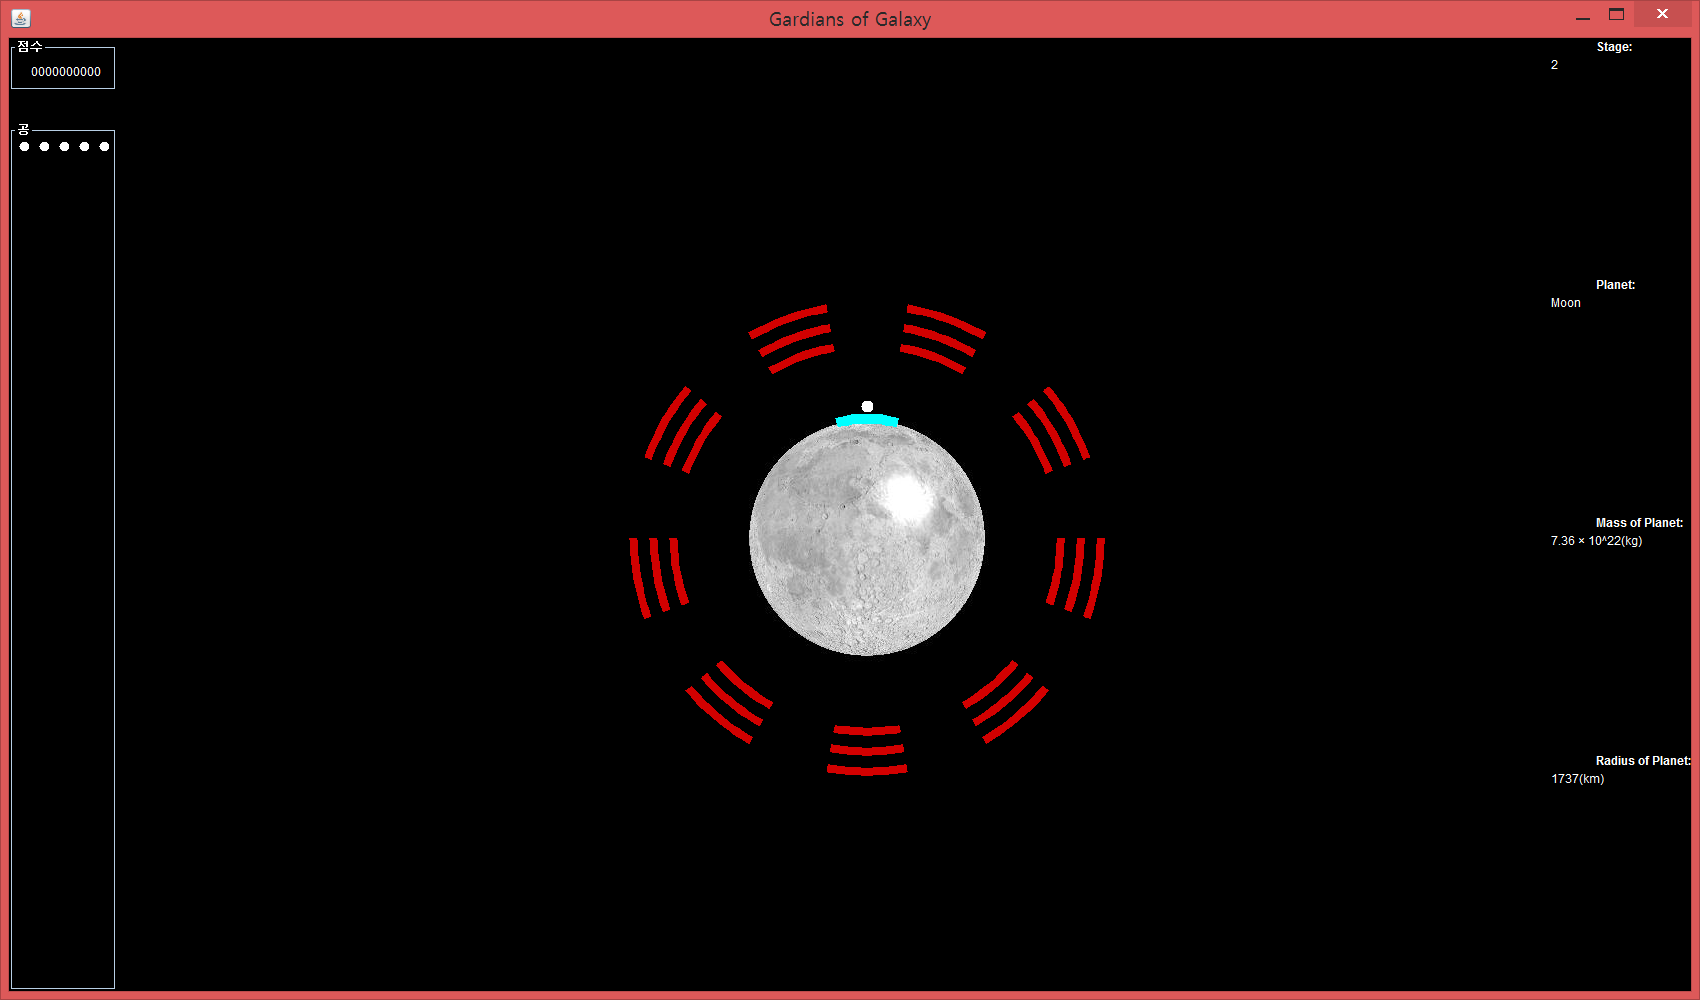 Gardians of Galaxy
점수
0000000000
공
Stage:
2
Planet:
Moon
Mass of Planet:
7.36 × 10^22(kg)
Radius of Planet:
1737(km)